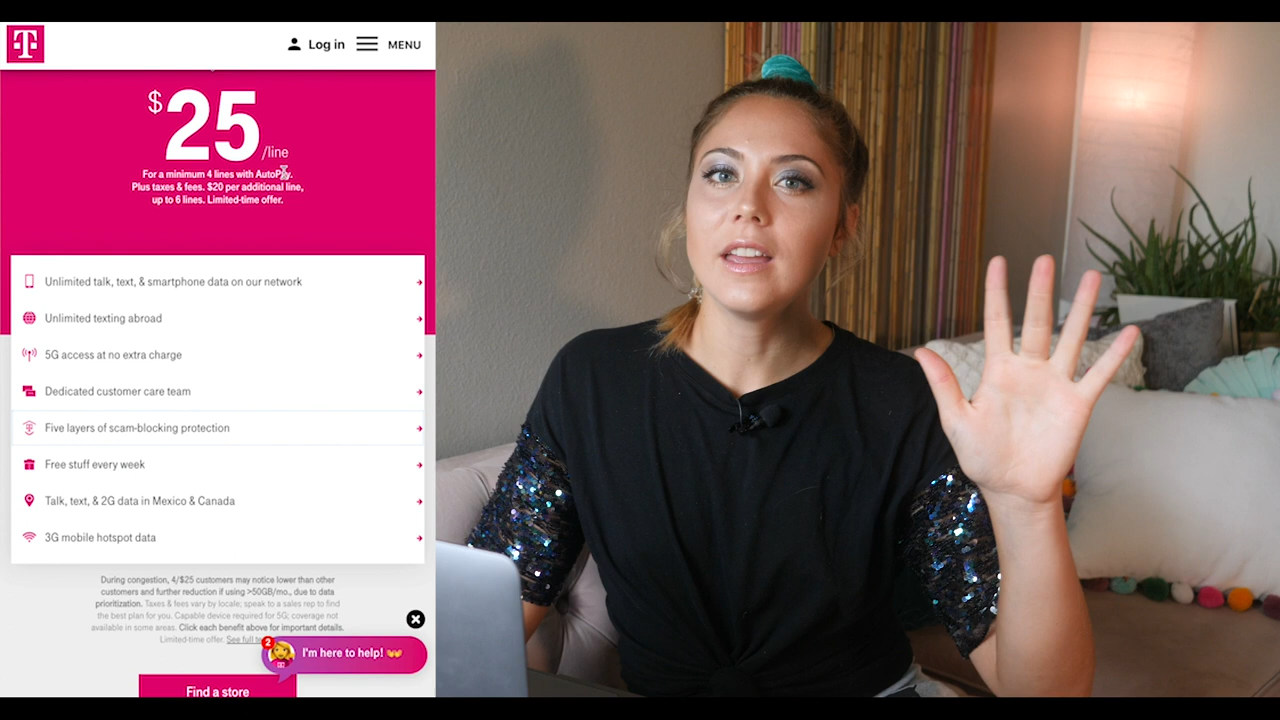 T
Log in
MENU
$25/line
For a minimum 4 lines with AutoPay.
Plus taxes & fees. $20 per additional line,
up to 6 lines. Limited-time offer.
Unlimited talk, text, & smartphone data on our network
Unlimited texting abroad
5G access at no extra charge
Dedicated customer care team
Five layers of scam-blocking protection
Free stuff every week
Talk, text, & 2G data in Mexico & Canada
3G mobile hotspot data
During congestion, 4/$25 customers may notice lower than other
customers and further reduction if using >50GB/mo., due to data
prioritization. Taxes & fees vary by locale; speak to a sales rep to find
the best plan for you. Capable device required for 5G; coverage not
available in some areas. Click each benefit above for important details.
Limited-time offer. See full
2
I'm here to help!
Find a store